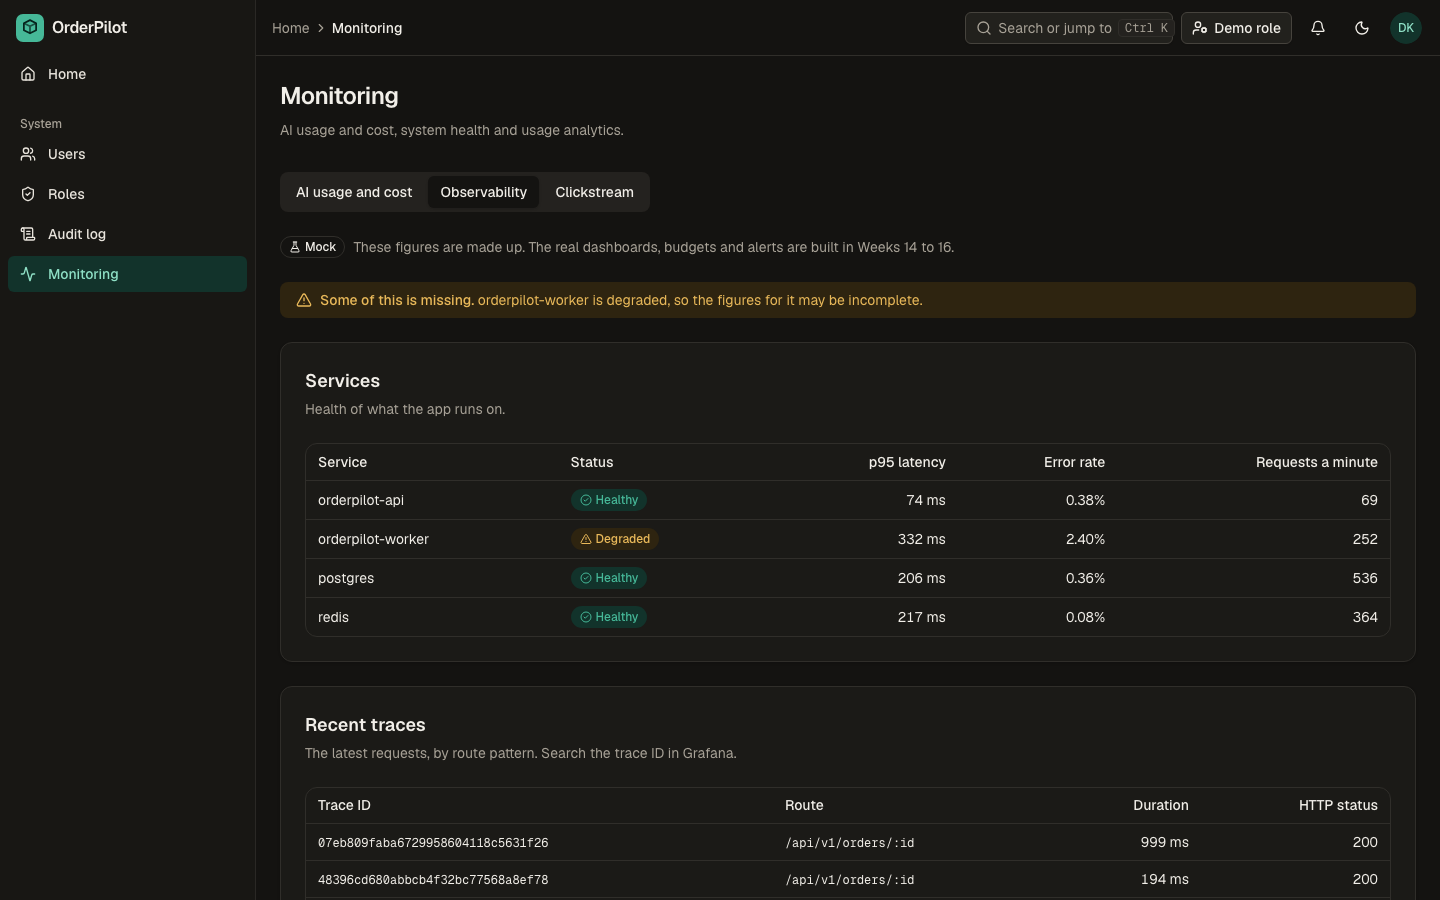 OrderPilot
Home
System
Users
Roles
Audit log
Monitoring
Home > Monitoring
Search or jump to Ctrl K
Demo role
DK
Monitoring
AI usage and cost, system health and usage analytics.
AI usage and cost Observability Clickstream
Mock These figures are made up. The real dashboards, budgets and alerts are built in Weeks 14 to 16.
Some of this is missing. orderpilot-worker is degraded, so the figures for it may be incomplete.
Services
Health of what the app runs on.
Service Status p95 latency Error rate Requests a minute
orderpilot-api Healthy 74 ms 0.38% 69
orderpilot-worker Degraded 332 ms 2.40% 252
postgres Healthy 206 ms 0.36% 536
redis Healthy 217 ms 0.08% 364
Recent traces
The latest requests, by route pattern. Search the trace ID in Grafana.
Trace ID Route Duration HTTP status
07eb809faba6729958604118c5631f26 /api/v1/orders/:id 999 ms 200
48396cd680abbcb4f32bc77568a8ef78 /api/v1/orders/:id 194 ms 200